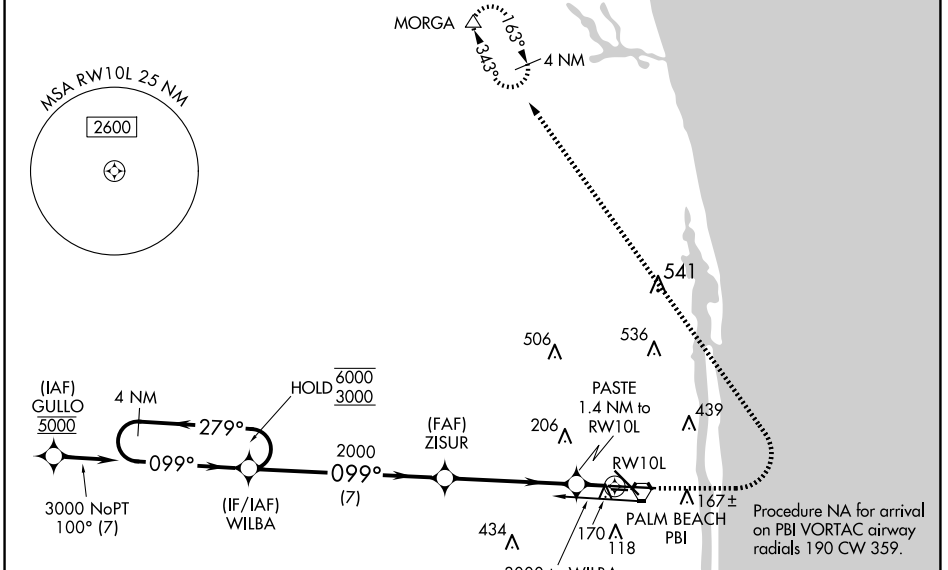 MORGA
163°
343°
4 NM
MSA RW10L 25 NM
2600
541
506
536
HOLD
6000
3000
(IAF)
GULLO
5000
4 NM
279°
099°
3000 NoPT
100° (7)
(IF/IAF)
WILBA
2000
099°
(7)
(FAF)
ZISUR
PASTE
1.4 NM to
RW10L
206
439
RW10L
167±
PALM BEACH
PBI
170
118
434
Procedure NA for arrival
on PBI VORTAC airway
radials 190 CW 359.